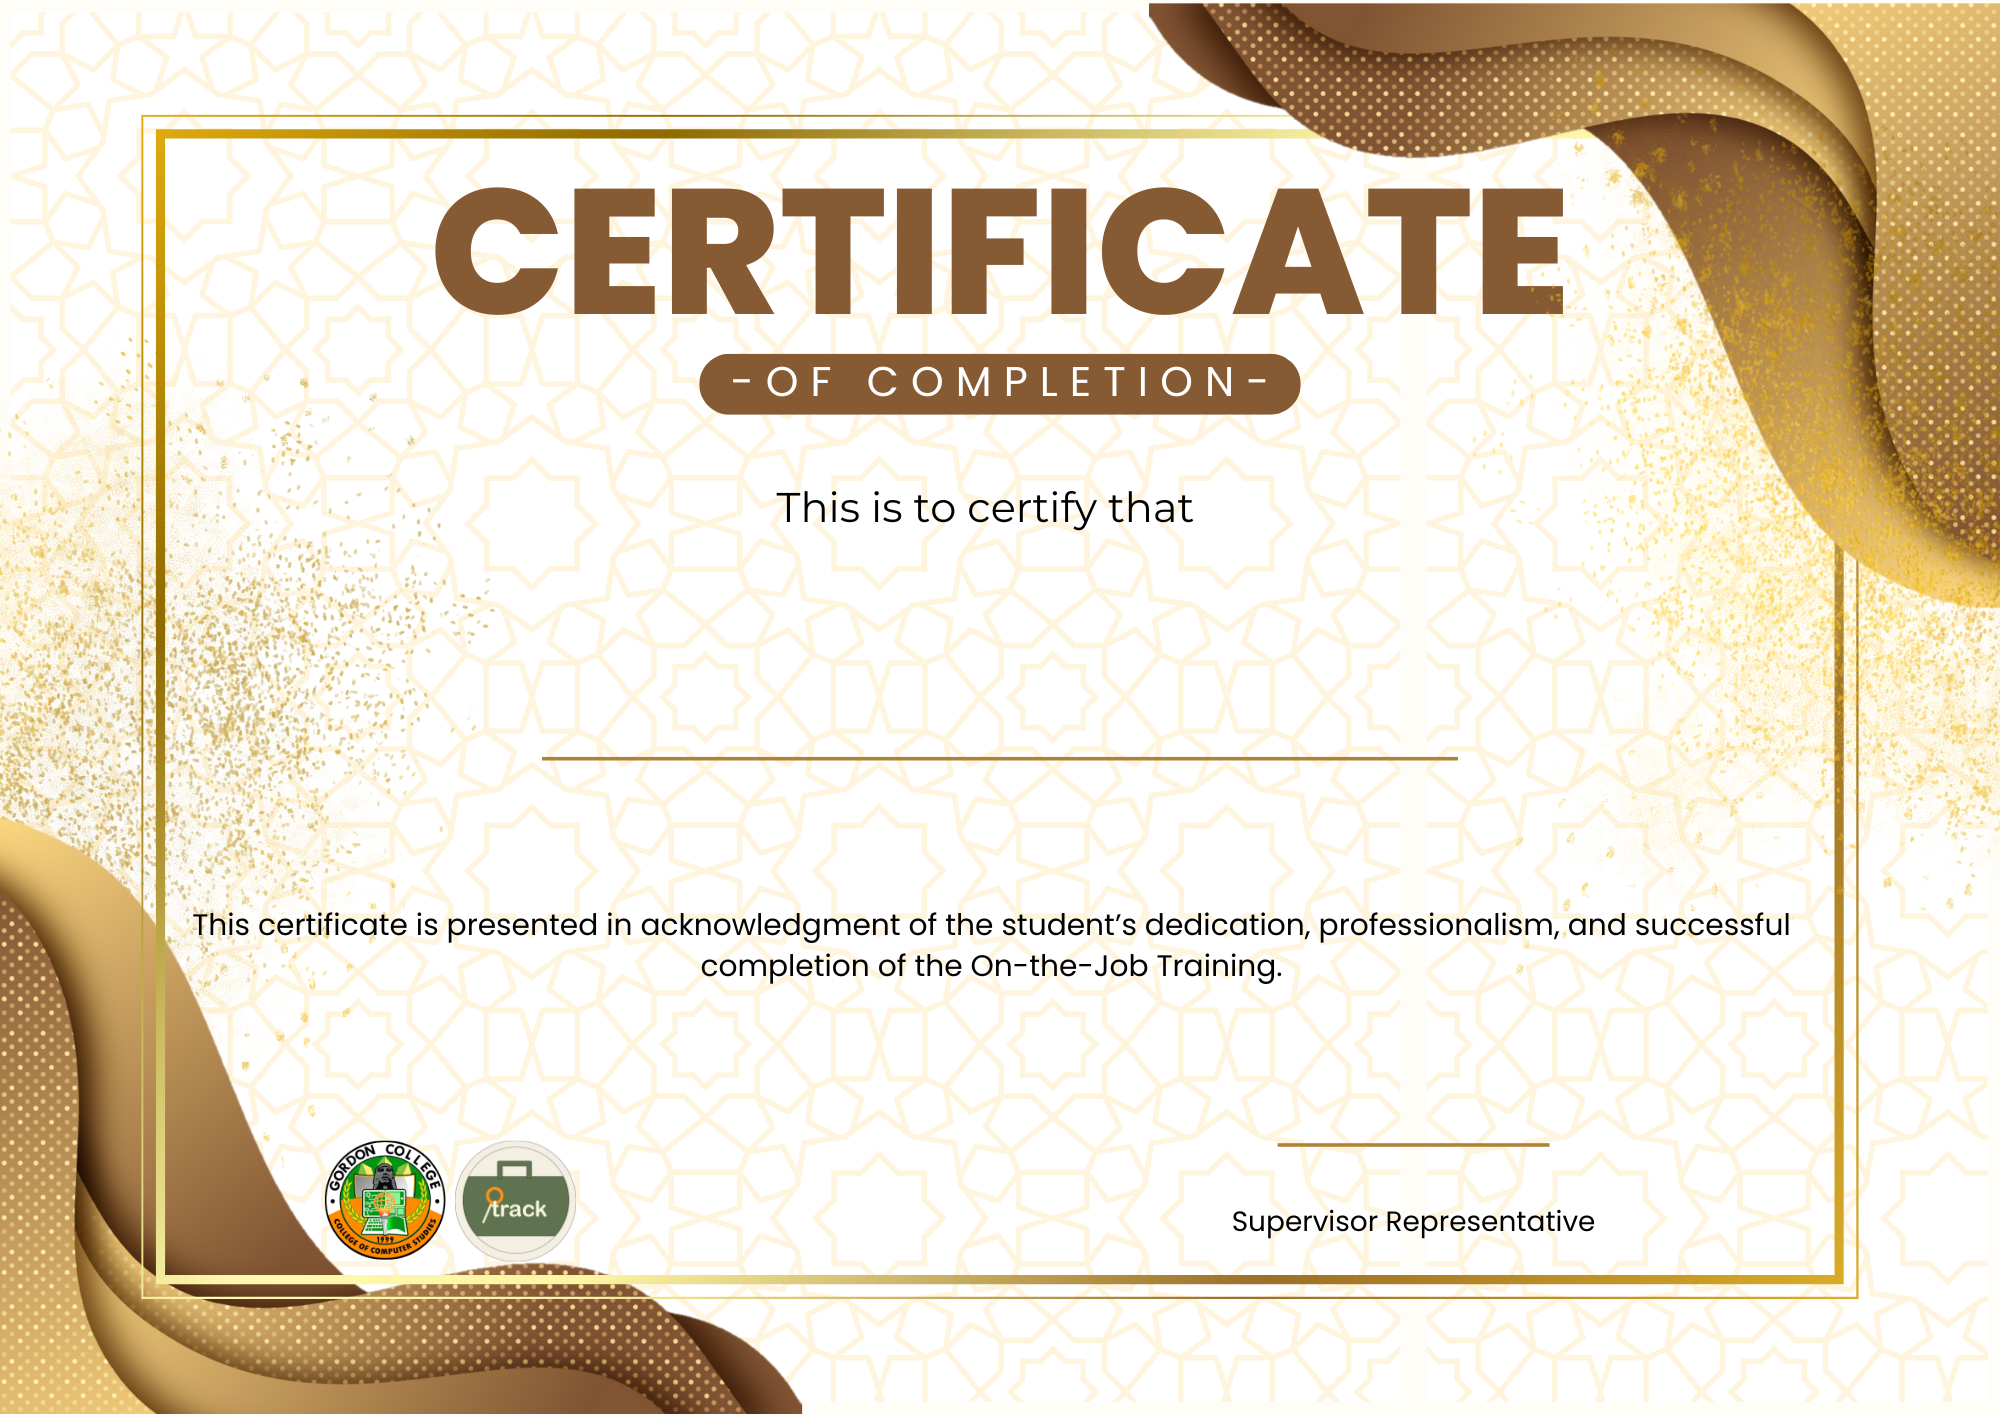 CERTIFICATE
-OF COMPLETION-
This is to certify that
This certificate is presented in acknowledgment of the student’s dedication, professionalism, and successful
completion of the On-the-Job Training.
GORDON COLLEGE
1999
COLLEGE OF COMPUTER STUDIES
itrack
Supervisor Representative